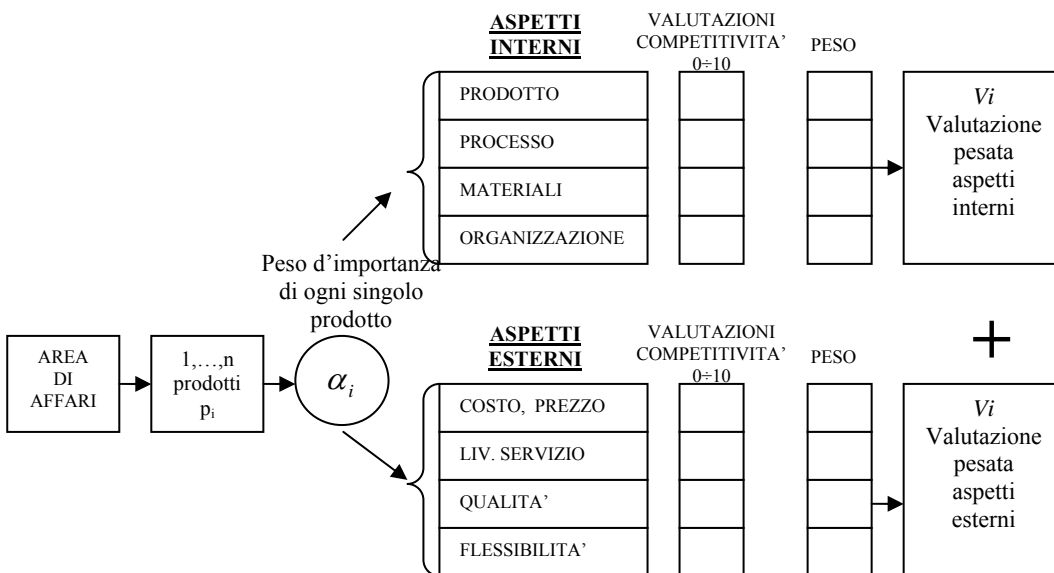 ASPETTI
INTERNI
VALUTAZIONI
COMPETITIVITA’
0÷10
PESO
PRODOTTO
PROCESSO
MATERIALI
ORGANIZZAZIONE
Vi
Valutazione
pesata
aspetti
interni
Peso d’importanza
di ogni singolo
prodotto
AREA
DI
AFFARI
1,…,n
prodotti
pi
αi
+
ASPETTI
ESTERNI
VALUTAZIONI
COMPETITIVITA’
0÷10
PESO
COSTO, PREZZO
LIV. SERVIZIO
QUALITA’
FLESSIBILITA’
Vi
Valutazione
pesata
aspetti
esterni